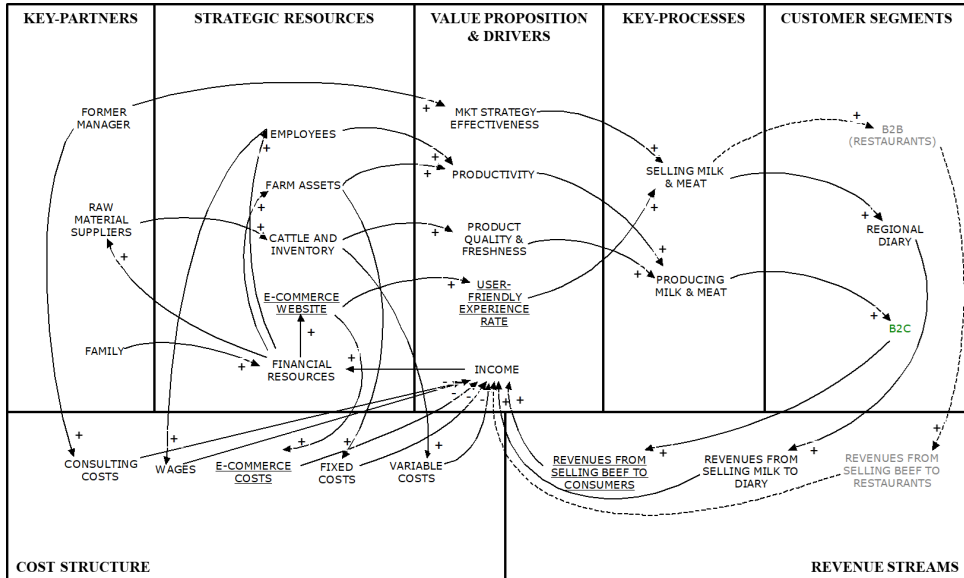 KEY-PARTNERS
STRATEGIC RESOURCES
VALUE PROPOSITION
& DRIVERS
KEY-PROCESSES
CUSTOMER SEGMENTS
FORMER
MANAGER
RAW
MATERIAL
SUPPLIERS
FAMILY
EMPLOYEES
FARM ASSETS
CATTLE AND
INVENTORY
E-COMMERCE
WEBSITE
FINANCIAL
RESOURCES
MKT STRATEGY
EFFECTIVENESS
PRODUCTIVITY
PRODUCT
QUALITY &
FRESHNESS
USER-
FRIENDLY
EXPERIENCE
RATE
INCOME
SELLING MILK
& MEAT
PRODUCING
MILK & MEAT
B2B
(RESTAURANTS)
REGIONAL
DIARY
B2C
CONSULTING
COSTS
WAGES
E-COMMERCE
COSTS
FIXED
COSTS
VARIABLE
COSTS
REVENUES FROM
SELLING BEEF TO
CONSUMERS
REVENUES FROM
SELLING MILK TO
DIARY
REVENUES FROM
SELLING BEEF TO
RESTAURANTS
COST STRUCTURE
REVENUE STREAMS